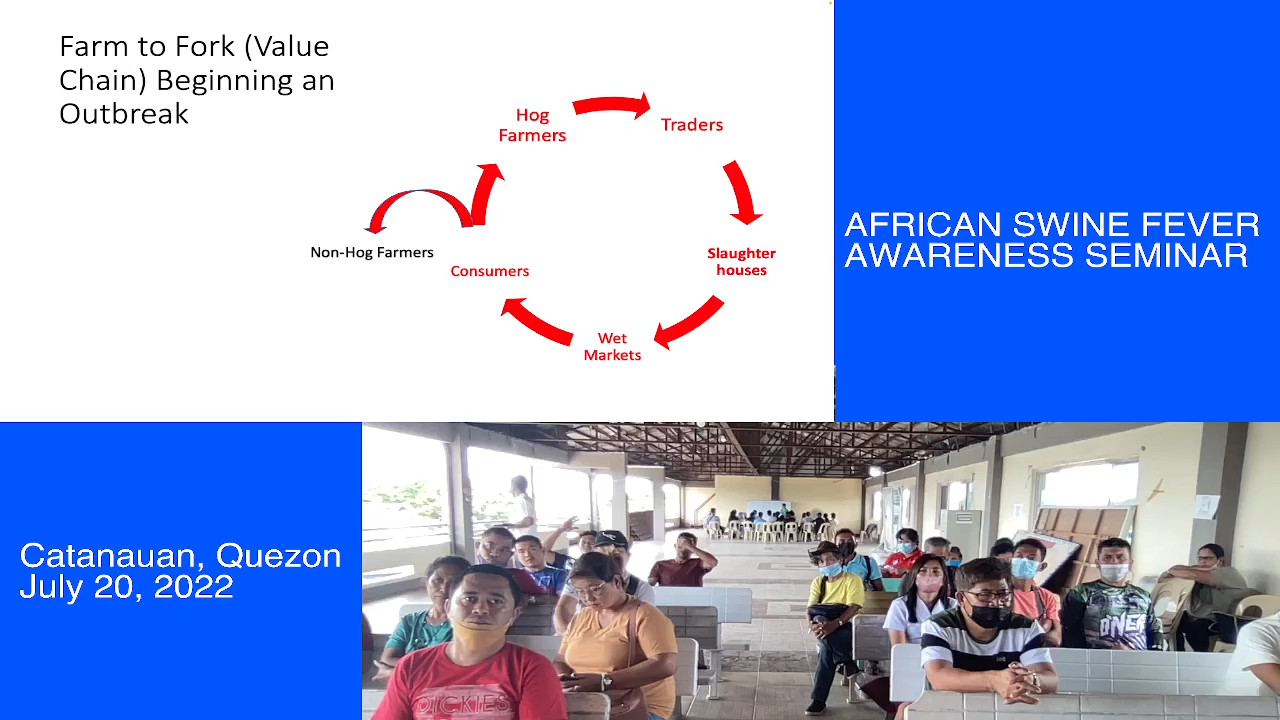 Farm to Fork (Value
Chain) Beginning an
Outbreak
Hog
Farmers
Traders
Slaughter
houses
Wet
Markets
Consumers
Non-Hog Farmers
AFRICAN SWINE FEVER
AWARENESS SEMINAR
Catanauan, Quezon
July 20, 2022
DICKIES